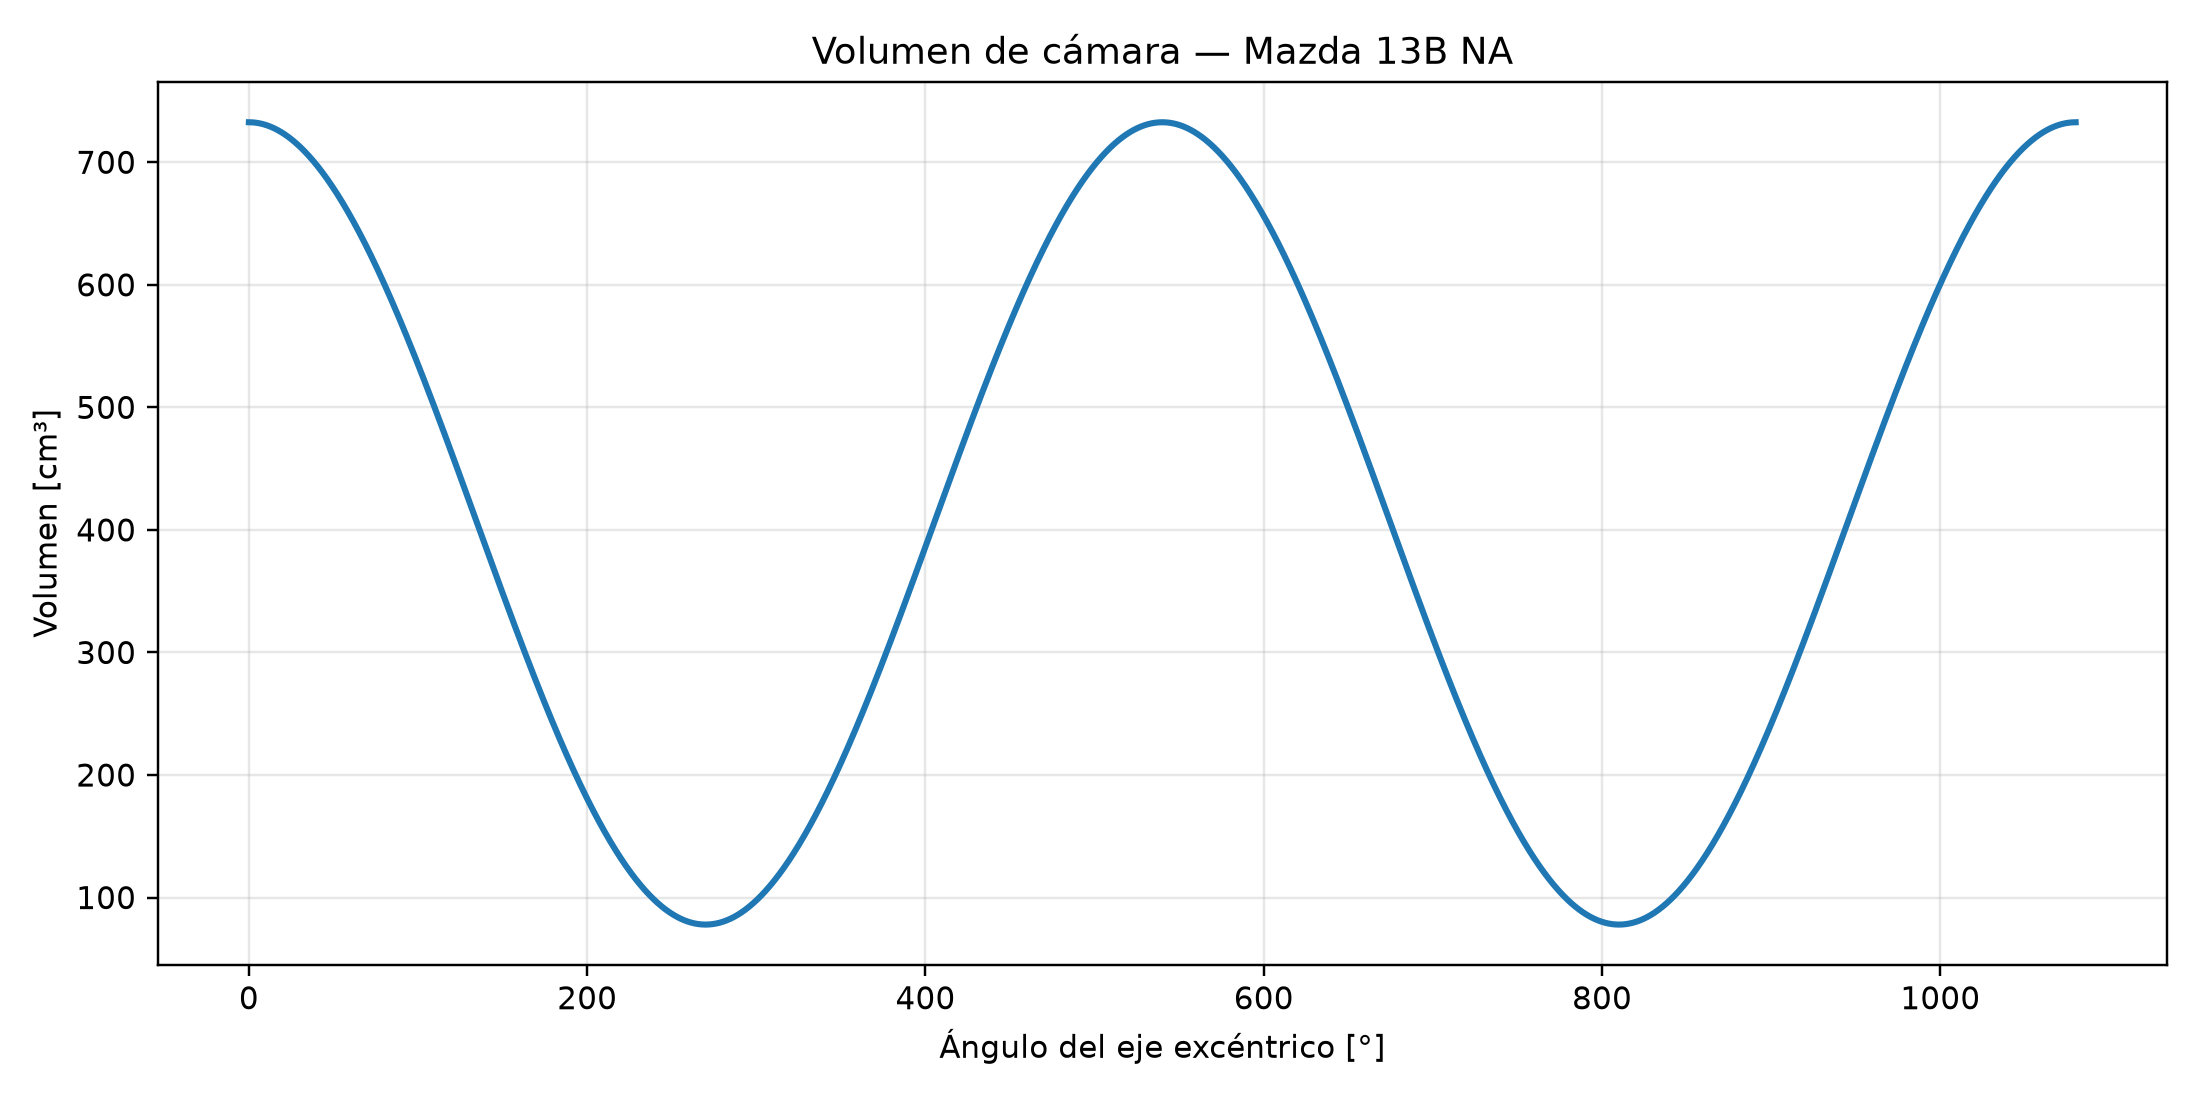 Volumen de cámara — Mazda 13B NA
Volumen [cm³]
700
600
500
400
300
200
100
0 200 400 600 800 1000
Ángulo del eje excéntrico [°]